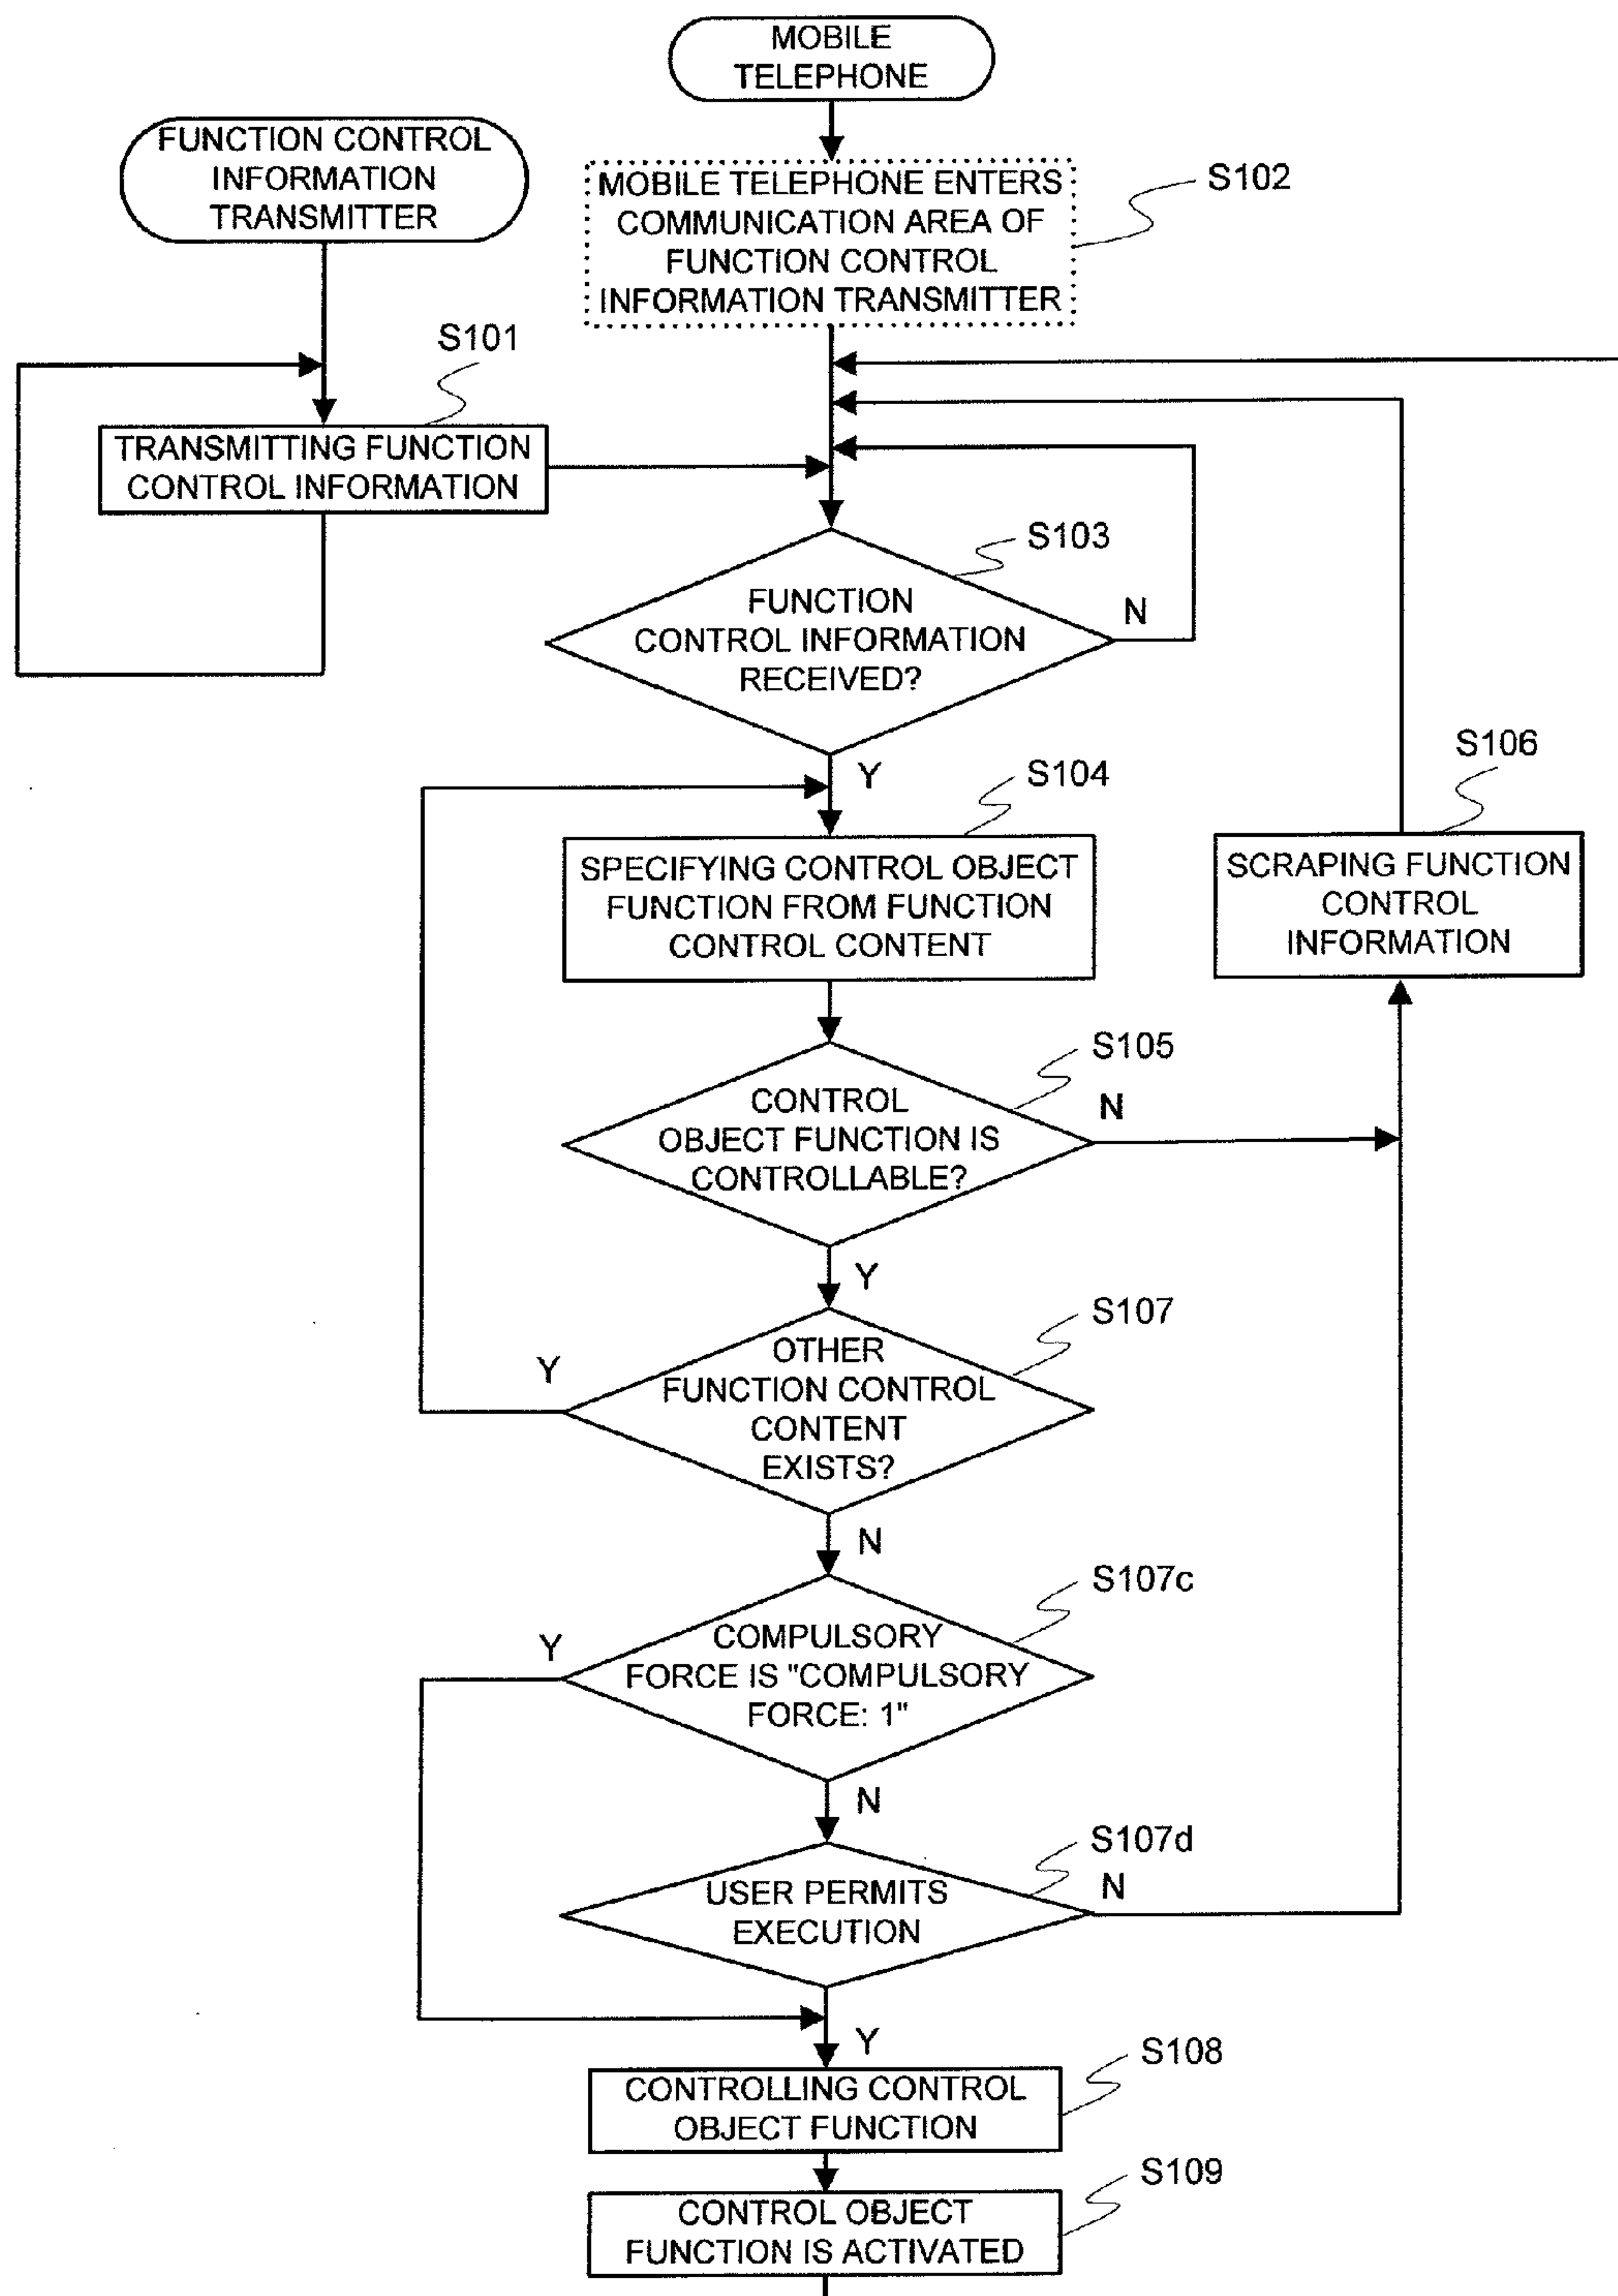 MOBILE
TELEPHONE
FUNCTION CONTROL
INFORMATION
TRANSMITTER
MOBILE TELEPHONE ENTERS
COMMUNICATION AREA OF
FUNCTION CONTROL
INFORMATION TRANSMITTER
S102
S101
TRANSMITTING FUNCTION
CONTROL INFORMATION
S103
FUNCTION
CONTROL INFORMATION
RECEIVED?
N
Y
S104
SPECIFYING CONTROL OBJECT
FUNCTION FROM FUNCTION
CONTROL CONTENT
S106
SCRAPING FUNCTION
CONTROL
INFORMATION
S105
CONTROL
OBJECT FUNCTION IS
CONTROLLABLE?
N
Y
S107
OTHER
FUNCTION CONTROL
CONTENT
EXISTS?
Y
N
S107c
COMPULSORY
FORCE IS "COMPULSORY
FORCE: 1"
Y
N
S107d
USER PERMITS
EXECUTION
N
Y
S108
CONTROLLING CONTROL
OBJECT FUNCTION
S109
CONTROL OBJECT
FUNCTION IS ACTIVATED